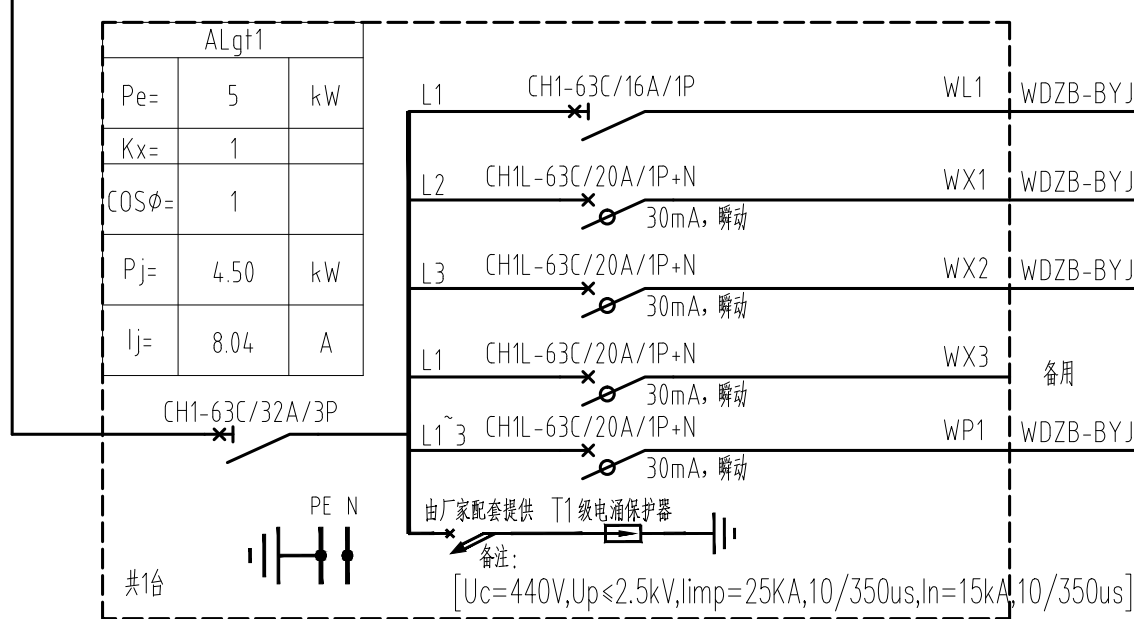 ALgt1
Pe= 5 kW
Kx= 1
COSØ= 1
Pj= 4.50 kW
Ij= 8.04 A
L1 CH1-63C/16A/1P WL1 WDZB-BYJ
L2 CH1L-63C/20A/1P+N WX1 WDZB-BYJ
30mA，瞬动
L3 CH1L-63C/20A/1P+N WX2 WDZB-BYJ
30mA，瞬动
L1 CH1L-63C/20A/1P+N WX3 备用
30mA，瞬动
CH1-63C/32A/3P
L1~3 CH1L-63C/20A/1P+N WP1 WDZB-BYJ
30mA，瞬动
PE N
由厂家配套提供 T1级电涌保护器
备注：
共1台
[Uc=440V,Up≤2.5kV,Iimp=25KA,10/350us,In=15kA,10/350us]